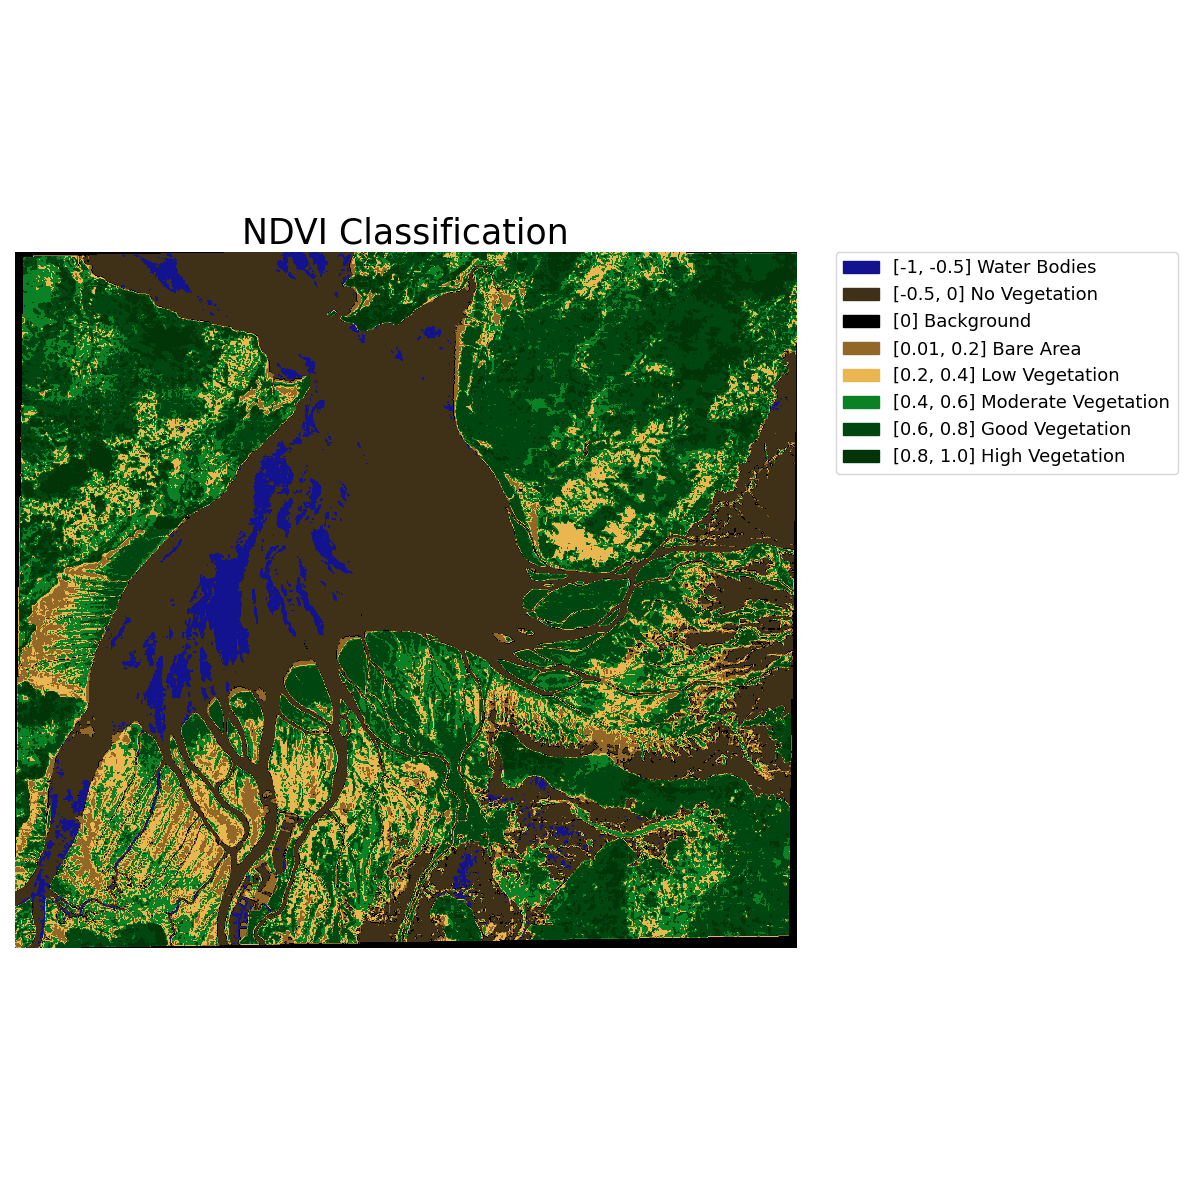 NDVI Classification
[-1, -0.5] Water Bodies
[-0.5, 0] No Vegetation
[0] Background
[0.01, 0.2] Bare Area
[0.2, 0.4] Low Vegetation
[0.4, 0.6] Moderate Vegetation
[0.6, 0.8] Good Vegetation
[0.8, 1.0] High Vegetation